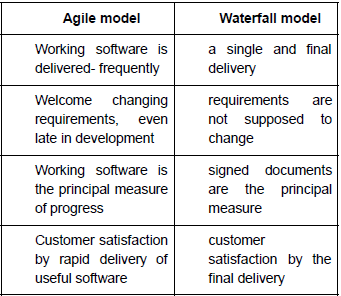 Agile model Waterfall model
Working software is a single and final
delivered- frequently delivery
Welcome changing requirements are
requirements, even not supposed to
late in development change
Working software is signed documents
the principal measure are the principal
of progress measure
Customer satisfaction customer
by rapid delivery of satisfaction by the
useful software final delivery